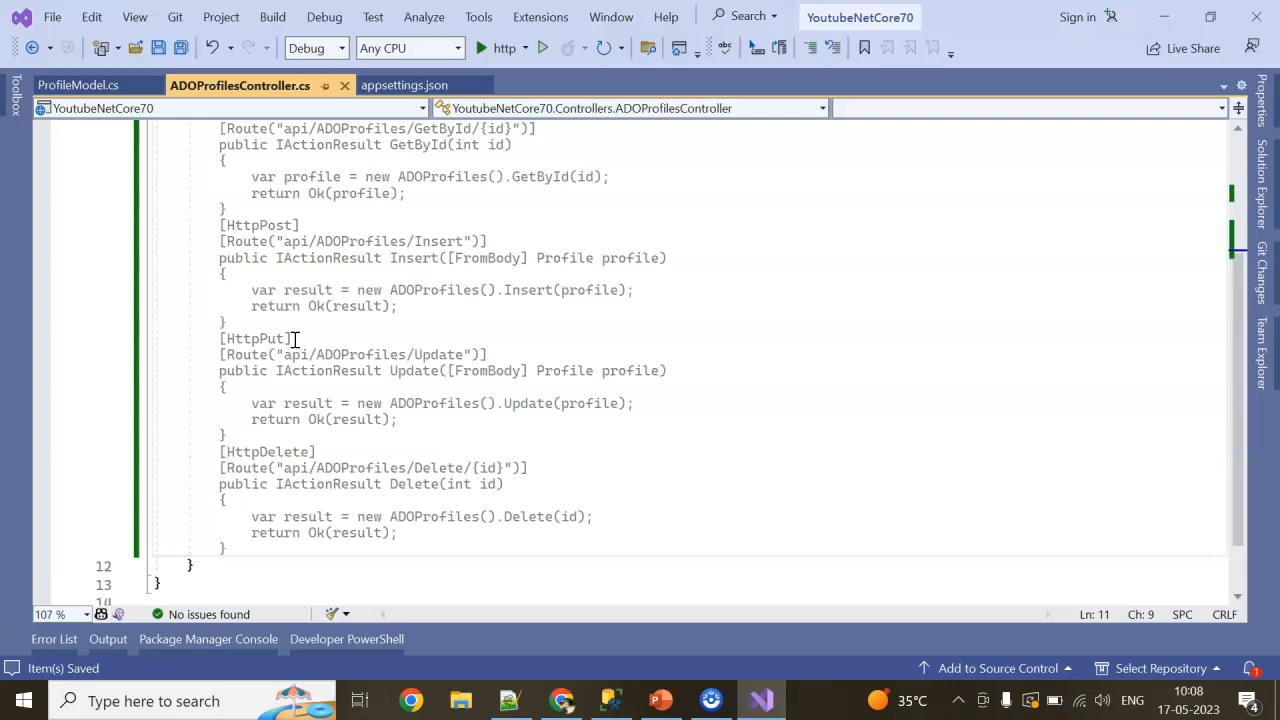 File Edit View Git Project Build Debug Test Analyze Tools Extensions Window Help Search YoutubeNetCore70 Sign in
Debug Any CPU http Live Share
ProfileModel.cs ADOProfilesController.cs appsettings.json
YoutubeNetCore70 YoutubeNetCore70.Controllers.ADOProfilesController
Toolbox
Properties
Solution Explorer
Git Changes
Team Explorer
[Route("api/ADOProfiles/GetById/{id}")]
public IActionResult GetById(int id)
{
var profile = new ADOProfiles().GetById(id);
return Ok(profile);
}
[HttpPost]
[Route("api/ADOProfiles/Insert")]
public IActionResult Insert([FromBody] Profile profile)
{
var result = new ADOProfiles().Insert(profile);
return Ok(result);
}
[HttpPut]
[Route("api/ADOProfiles/Update")]
public IActionResult Update([FromBody] Profile profile)
{
var result = new ADOProfiles().Update(profile);
return Ok(result);
}
[HttpDelete]
[Route("api/ADOProfiles/Delete/{id}")]
public IActionResult Delete(int id)
{
var result = new ADOProfiles().Delete(id);
return Ok(result);
}
12 }
13 }
14
107 % No issues found Ln: 11 Ch: 9 SPC CRLF
Error List Output Package Manager Console Developer PowerShell
Item(s) Saved Add to Source Control Select Repository 1
Type here to search 35°C ENG 10:08
17-05-2023 4